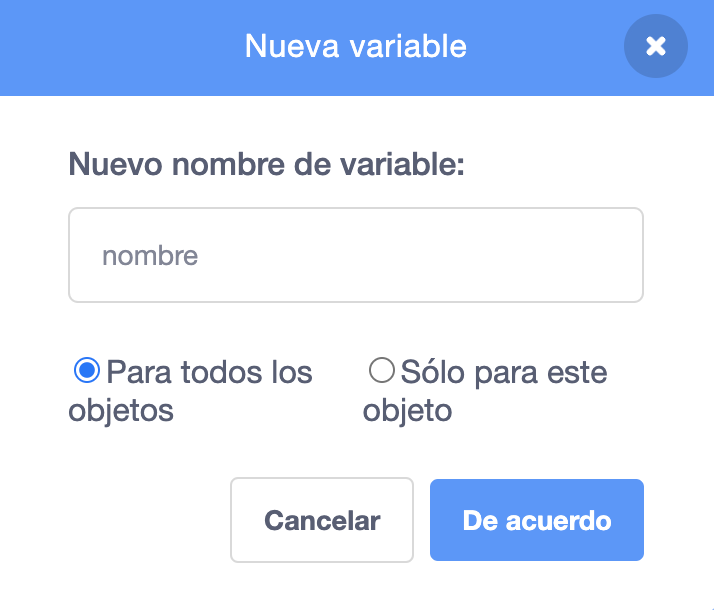 Nueva variable
Nuevo nombre de variable:
nombre
Para todos los
objetos
Sólo para este
objeto
Cancelar
De acuerdo